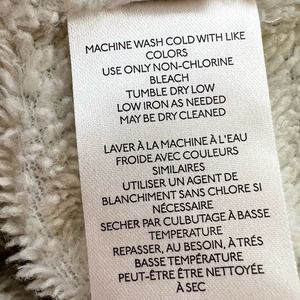 MACHINE WASH COLD WITH LIKE
COLORS
USE ONLY NON-CHLORINE
BLEACH
TUMBLE DRY LOW
LOW IRON AS NEEDED
MAY BE DRY CLEANED
LAVER À LA MACHINE À L'EAU
FROIDE AVEC COULEURS
SIMILAIRES
UTILISER UN AGENT DE
BLANCHIMENT SANS CHLORE SI
NÉCESSAIRE
SECHER PAR CULBUTAGE À BASSE
TEMPERATURE
REPASSER, AU BESOIN, À TRÉS
BASSE TEMPÉRATURE
PEUT-ÊTRE ÊTRE NETTOYÉE
À SEC